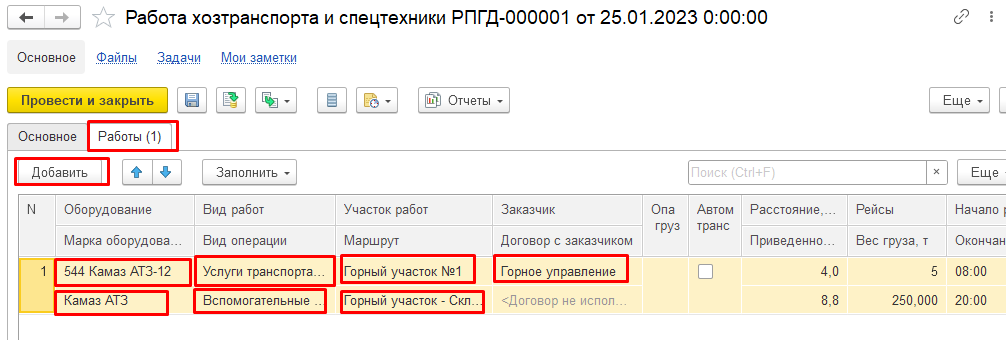 Работа хозтранспорта и спецтехники РПГД-000001 от 25.01.2023 0:00:00
Основное Файлы Задачи Мои заметки
Провести и закрыть Отчеты Еще
Основное Работы (1)
Добавить Заполнить Поиск (Ctrl+F) × Еще
N Оборудование Вид работ Участок работ Заказчик Опа груз Автом транс Расстояние,... Рейсы Начало р
Марка оборудова... Вид операции Маршрут Договор с заказчиком Приведенно... Вес груза, т Окончан
1 544 Камаз АТЗ-12 Услуги транспорта... Горный участок №1 Горное управление 4,0 5 08:00
Камаз АТЗ Вспомогательные ... Горный участок - Скл... <Договор не испол... 8,8 250,000 20:00